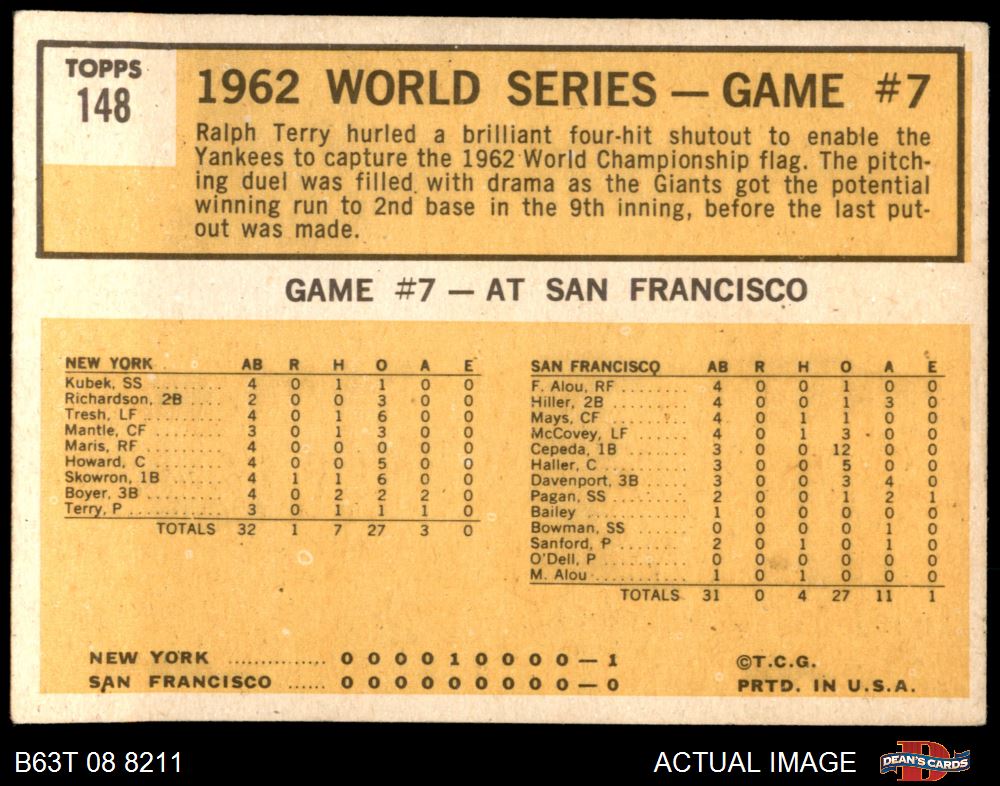 TOPPS
148
1962 WORLD SERIES — GAME #7
Ralph Terry hurled a brilliant four-hit shutout to enable the
Yankees to capture the 1962 World Championship flag. The pitch-
ing duel was filled with drama as the Giants got the potential
winning run to 2nd base in the 9th inning, before the last put-
out was made.
GAME #7 — AT SAN FRANCISCO
NEW YORK AB R H O A E
Kubek, SS ........ 4 0 1 1 0 0
Richardson, 2B .... 2 0 0 3 0 0
Tresh, LF .......... 4 0 1 6 0 0
Mantle, CF ........ 3 0 1 3 0 0
Maris, RF .......... 4 0 0 0 0 0
Howard, C ........ 4 0 0 5 0 0
Skowron, 1B ...... 4 1 1 6 0 0
Boyer, 3B ........ 4 0 2 2 2 0
Terry, P .......... 3 0 1 1 1 0
TOTALS 32 1 7 27 3 0
SAN FRANCISCO AB R H O A E
F. Alou, RF ........ 4 0 0 1 0 0
Hiller, 2B ........ 4 0 0 1 3 0
Mays, CF ........ 4 0 1 1 0 0
McCovey, LF ...... 4 0 1 3 0 0
Cepeda, 1B ........ 3 0 0 12 0 0
Haller, C .......... 3 0 0 5 0 0
Davenport, 3B ...... 3 0 0 3 4 0
Pagan, SS ........ 2 0 0 1 2 1
Bailey .......... 1 0 0 0 0 0
Bowman, SS ...... 0 0 0 0 1 0
Sanford, P ........ 2 0 1 0 1 0
O'Dell, P .......... 0 0 0 0 0 0
M. Alou .......... 1 0 1 0 0 0
TOTALS 31 0 4 27 11 1
NEW YORK .............. 0 0 0 0 1 0 0 0 0 — 1
SAN FRANCISCO ...... 0 0 0 0 0 0 0 0 0 — 0
©T.C.G.
PRTD. IN U.S.A.
B63T 08 8211
ACTUAL IMAGE
DEAN'S CARDS